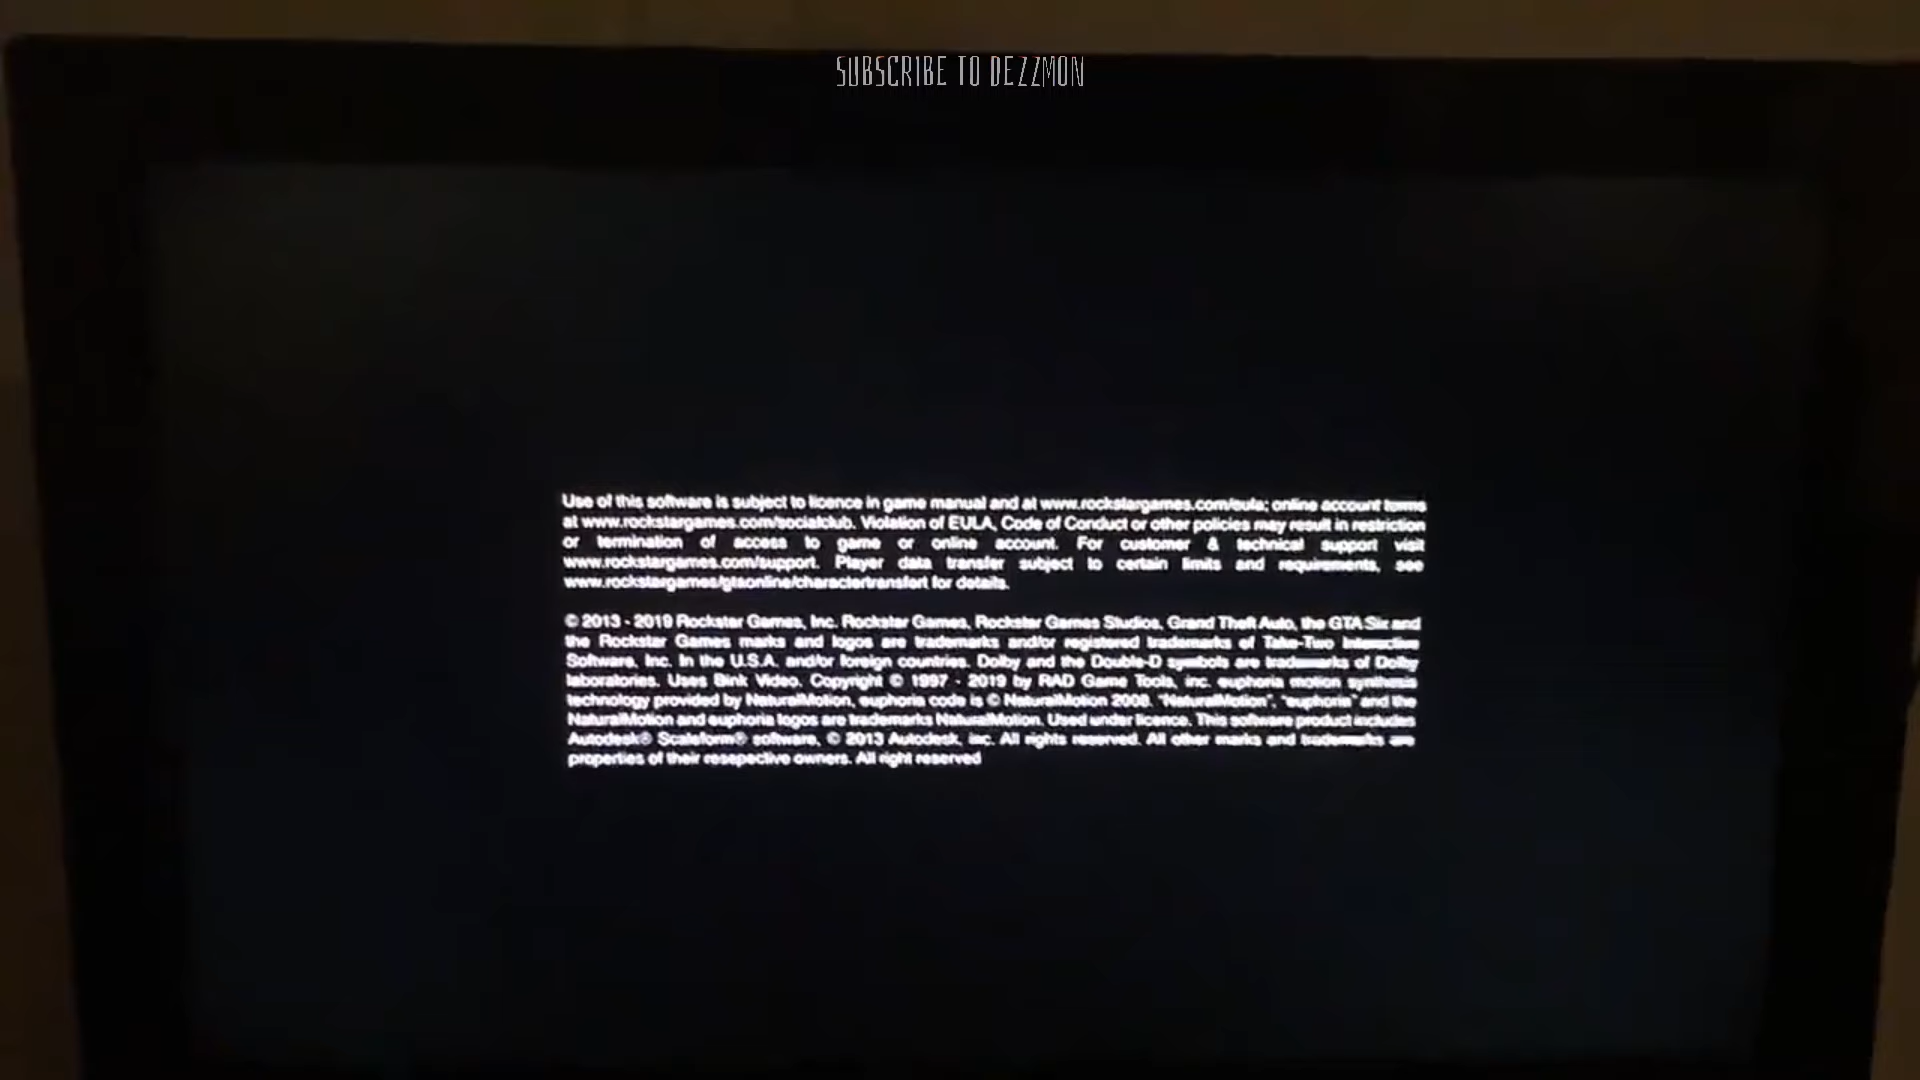 SUBSCRIBE TO DEZZMON
Use of this software is subject to licence in game manual and at www.rockstargames.com/eula; online account terms
at www.rockstargames.com/socialclub. Violation of EULA, Code of Conduct or other policies may result in restriction
or termination of access to game or online account. For customer & technical support visit
www.rockstargames.com/support. Player data transfer subject to certain limits and requirements, see
www.rockstargames/gtaonline/charactertransfert for details.
© 2013 - 2019 Rockstar Games, Inc. Rockstar Games, Rockstar Games Studios, Grand Theft Auto, the GTA Six and
the Rockstar Games marks and logos are trademarks and/or registered trademarks of Take-Two Interactive
Software, Inc. In the U.S.A. and/or foreign countries. Dolby and the Double-D symbols are trademarks of Dolby
laboratories. Uses Bink Video. Copyright © 1997 - 2019 by RAD Game Tools, inc. euphoria motion synthesis
technology provided by NaturalMotion, euphoria code is © NaturalMotion 2008. "NaturalMotion", "euphoria" and the
NaturalMotion and euphoria logos are trademarks NaturalMotion. Used under licence. This software product includes
Autodesk® Scaleform® software, © 2013 Autodesk, inc. All rights reserved. All other marks and trademarks are
properties of their resepective owners. All right reserved